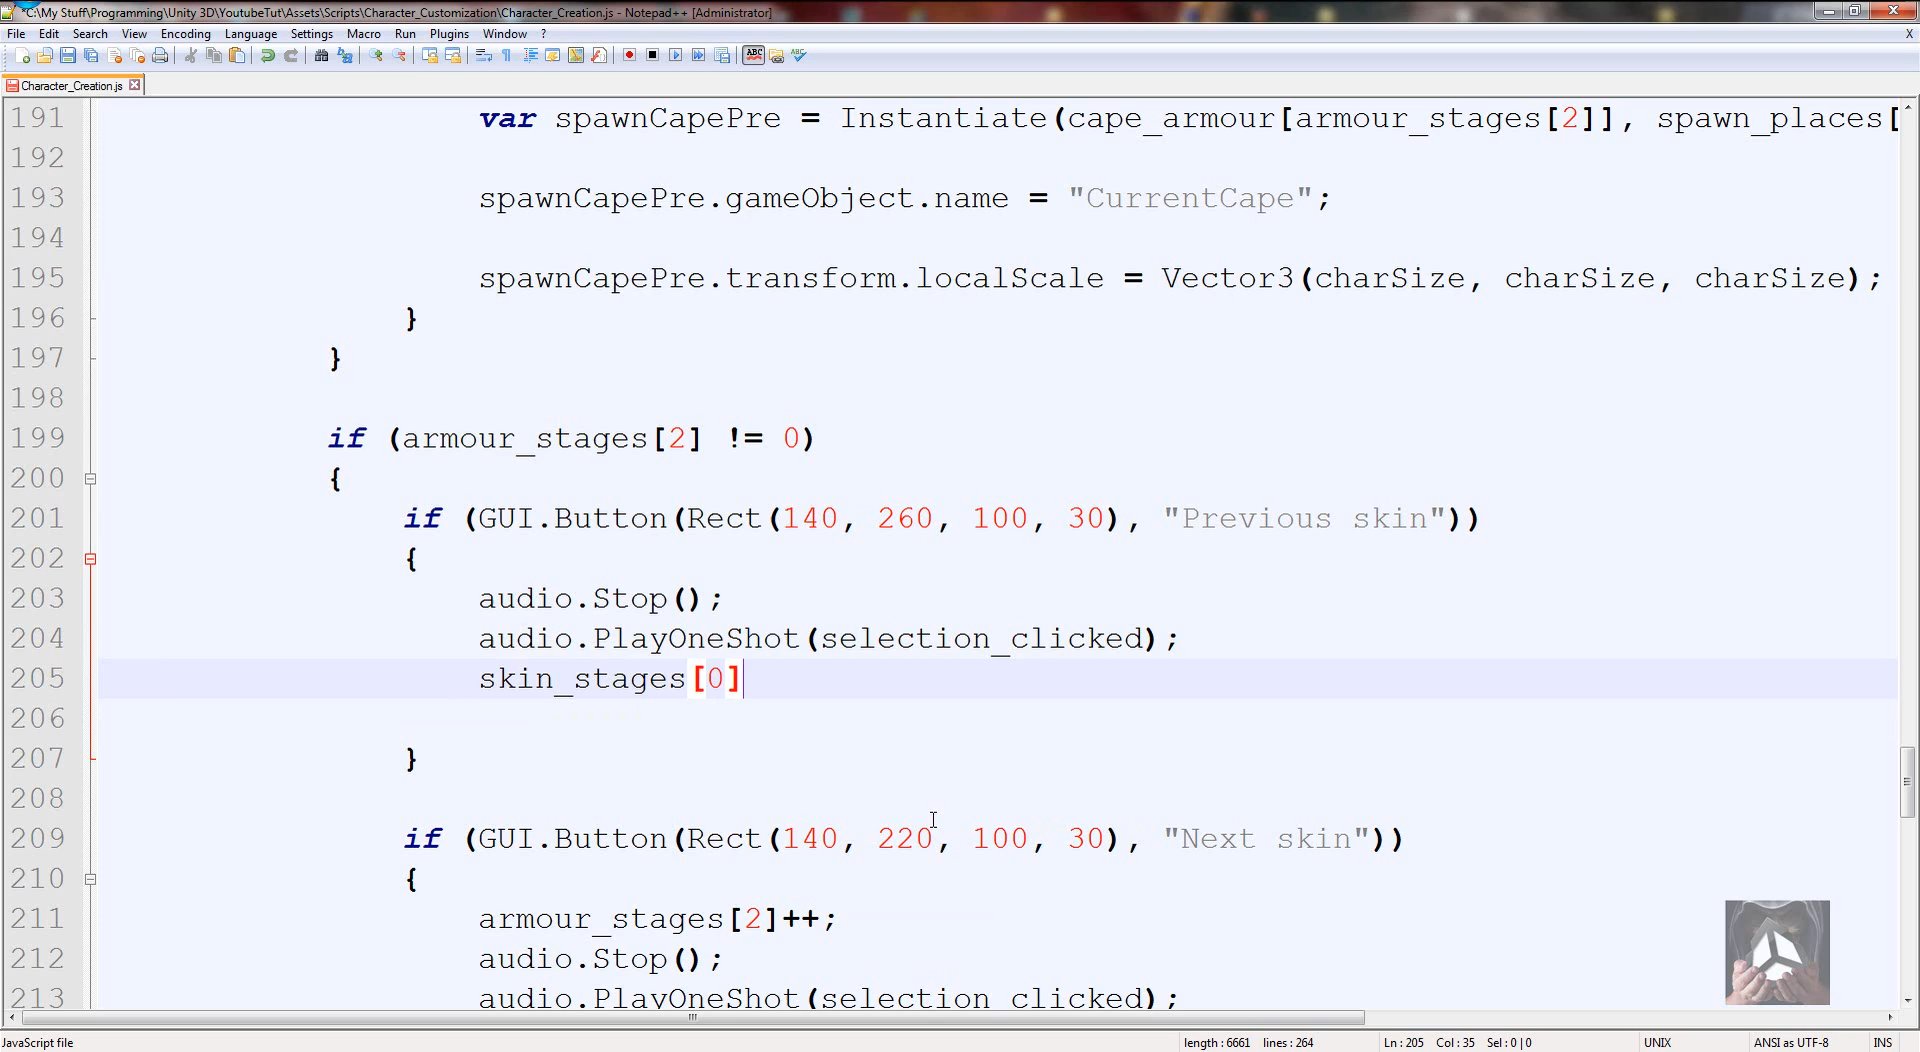 *C:\My Stuff\Programming\Unity 3D\YoutubeTut\Assets\Scripts\Character_Customization\Character_Creation.js - Notepad++ [Administrator]
File Edit Search View Encoding Language Settings Macro Run Plugins Window ? X
Character_Creation.js
191 var spawnCapePre = Instantiate(cape_armour[armour_stages[2]], spawn_places[
192
193 spawnCapePre.gameObject.name = "CurrentCape";
194
195 spawnCapePre.transform.localScale = Vector3(charSize, charSize, charSize);
196 }
197 }
198
199 if (armour_stages[2] != 0)
200 {
201 if (GUI.Button(Rect(140, 260, 100, 30), "Previous skin"))
202 {
203 audio.Stop();
204 audio.PlayOneShot(selection_clicked);
205 skin_stages[0]
206
207 }
208
209 if (GUI.Button(Rect(140, 220, 100, 30), "Next skin"))
210 {
211 armour_stages[2]++;
212 audio.Stop();
213 audio.PlayOneShot(selection_clicked);
JavaScript file length : 6661 lines : 264 Ln : 205 Col : 35 Sel : 0 | 0 UNIX ANSI as UTF-8 INS